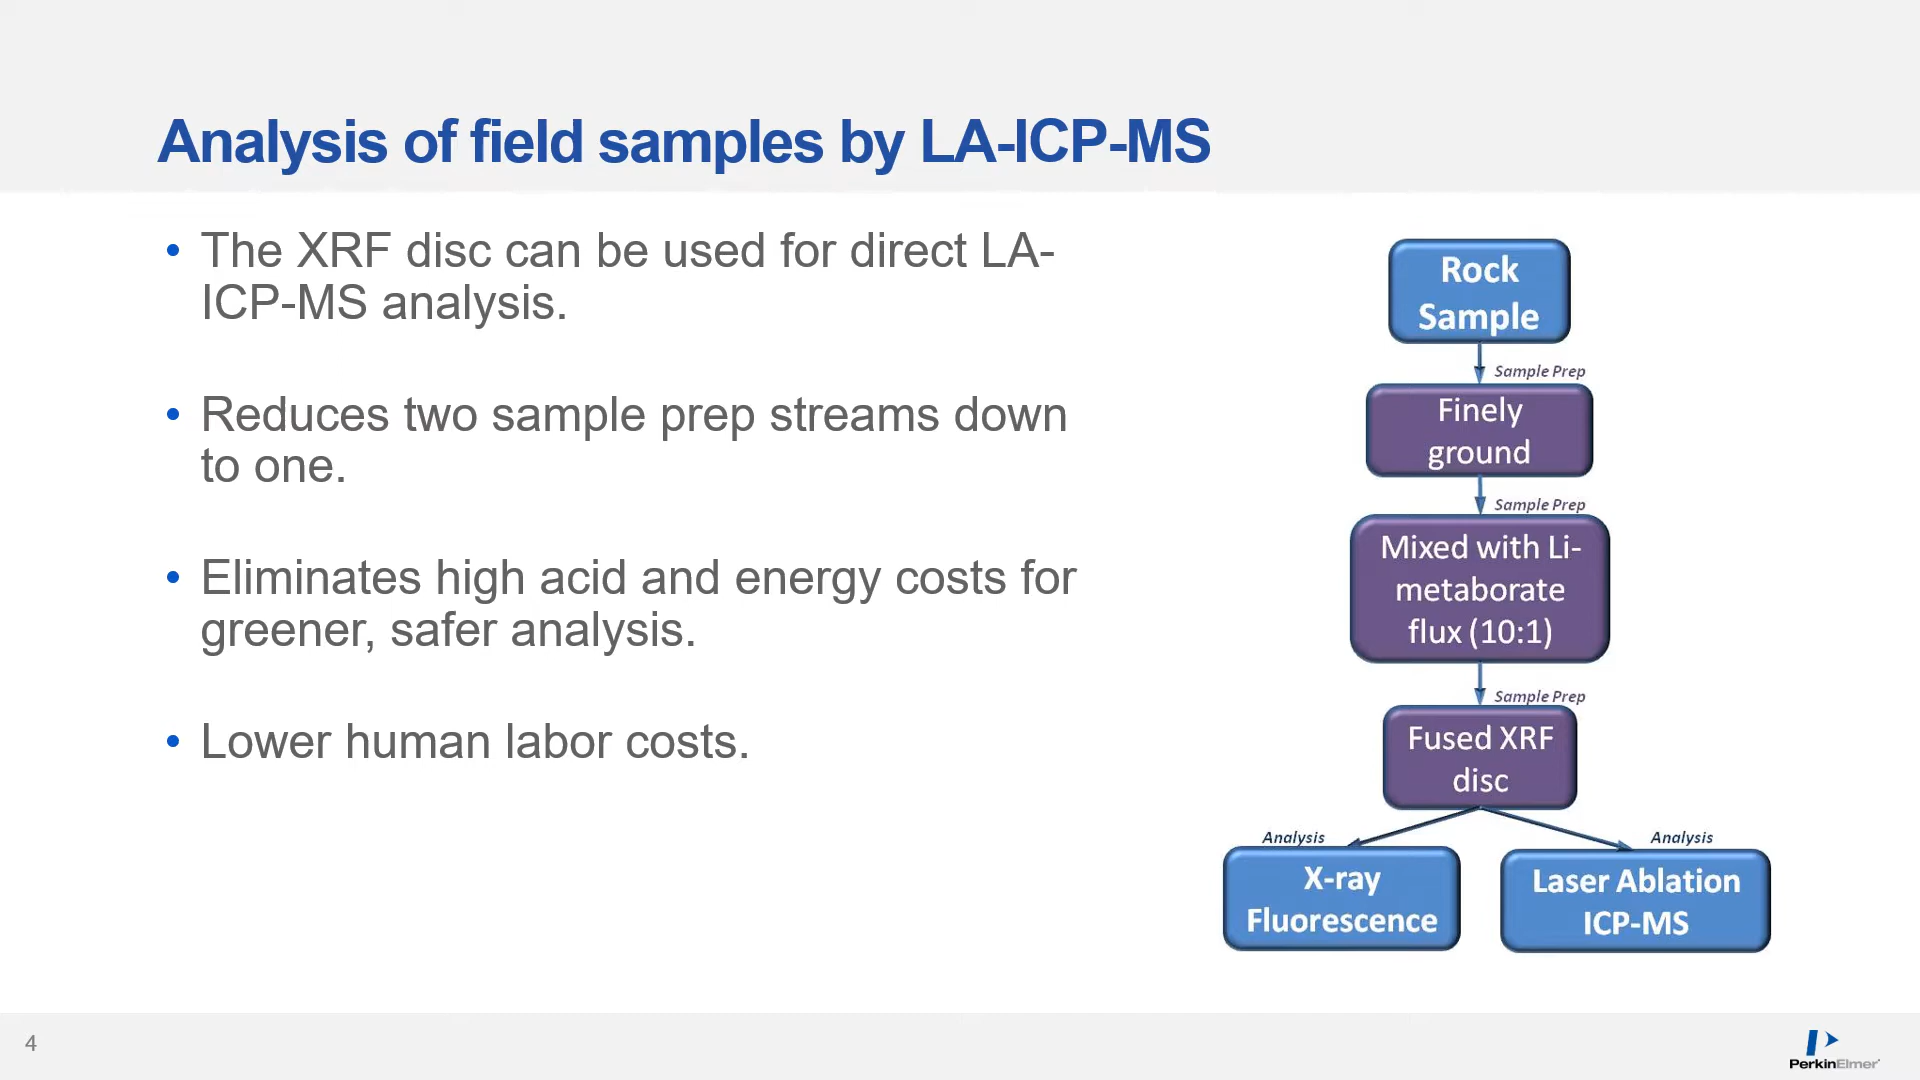 Analysis of field samples by LA-ICP-MS
• The XRF disc can be used for direct LA-
ICP-MS analysis.
• Reduces two sample prep streams down
to one.
• Eliminates high acid and energy costs for
greener, safer analysis.
• Lower human labor costs.
Rock
Sample
Sample Prep
Finely
ground
Sample Prep
Mixed with Li-
metaborate
flux (10:1)
Sample Prep
Fused XRF
disc
Analysis
Analysis
X-ray
Fluorescence
Laser Ablation
ICP-MS
4
PerkinElmer